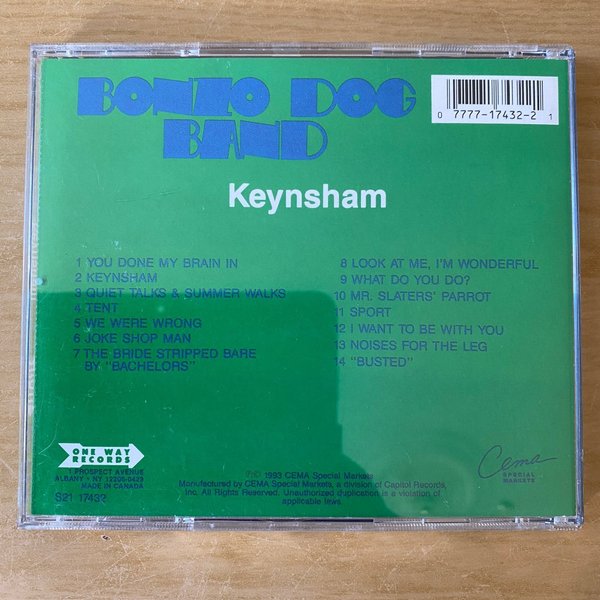 BONZO DOG
BAND
0 7777-17432-2 1
Keynsham
1 YOU DONE MY BRAIN IN
2 KEYNSHAM
3 QUIET TALKS & SUMMER WALKS
4 TENT
5 WE WERE WRONG
6 JOKE SHOP MAN
7 THE BRIDE STRIPPED BARE
BY "BACHELORS"
8 LOOK AT ME, I'M WONDERFUL
9 WHAT DO YOU DO?
10 MR. SLATERS' PARROT
11 SPORT
12 I WANT TO BE WITH YOU
13 NOISES FOR THE LEG
14 "BUSTED"
ONE WAY
RECORDS
1 PROSPECT AVENUE
ALBANY • NY 12206-0429
MADE IN CANADA
S21 17432
℗© 1993 CEMA Special Markets
Manufactured by CEMA Special Markets, a division of Capitol Records,
Inc. All Rights Reserved. Unauthorized duplication is a violation of
applicable laws.
Cema
SPECIAL
MARKETS